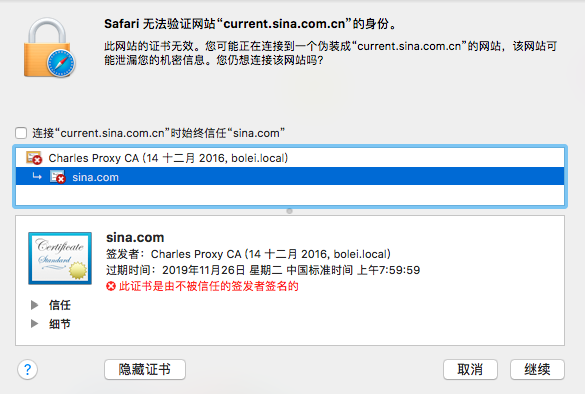 Safari 无法验证网站“current.sina.com.cn”的身份。
此网站的证书无效。您可能正在连接到一个伪装成“current.sina.com.cn”的网站，该网站可
能泄漏您的机密信息。您仍想连接该网站吗？
连接“current.sina.com.cn”时始终信任“sina.com”
Charles Proxy CA (14 十二月 2016, bolei.local)
sina.com
Certificate
Standard
sina.com
签发者：Charles Proxy CA (14 十二月 2016, bolei.local)
过期时间：2019年11月26日 星期二 中国标准时间 上午7:59:59
此证书是由不被信任的签发者签名的
信任
细节
?
隐藏证书
取消
继续